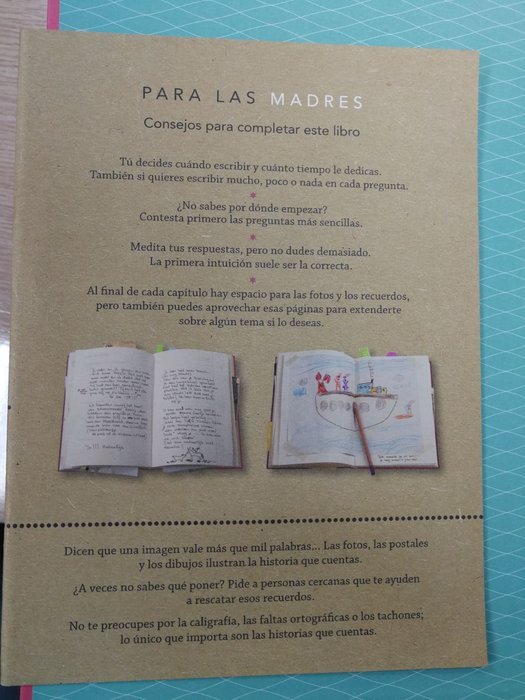 PARA LAS MADRES
Consejos para completar este libro
Tú decides cuándo escribir y cuánto tiempo le dedicas.
También si quieres escribir mucho, poco o nada en cada pregunta.
¿No sabes por dónde empezar?
Contesta primero las preguntas más sencillas.
Medita tus respuestas, pero no dudes demasiado.
La primera intuición suele ser la correcta.
Al final de cada capítulo hay espacio para las fotos y los recuerdos,
pero también puedes aprovechar esas páginas para extenderte
sobre algún tema si lo deseas.
Dicen que una imagen vale más que mil palabras... Las fotos, las postales
y los dibujos ilustran la historia que cuentas.
¿A veces no sabes qué poner? Pide a personas cercanas que te ayuden
a rescatar esos recuerdos.
No te preocupes por la caligrafía, las faltas ortográficas o los tachones;
lo único que importa son las historias que cuentas.